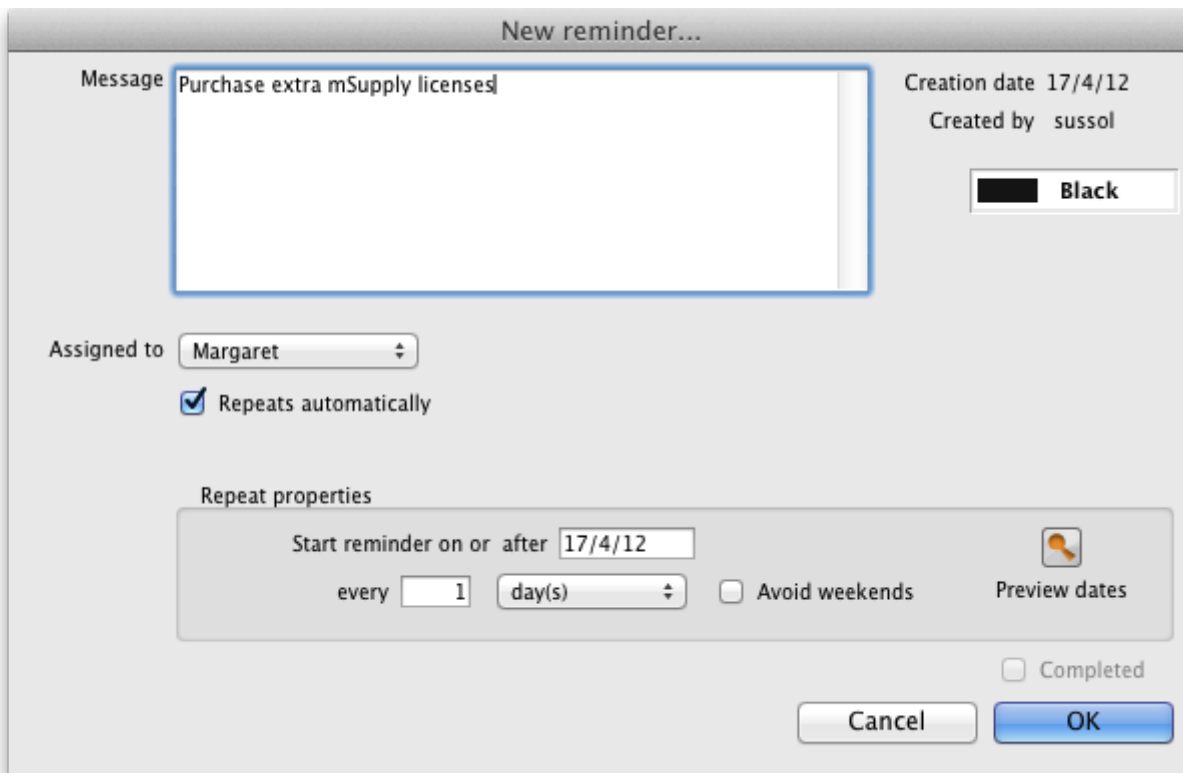 New reminder...
Message Purchase extra mSupply licenses
Creation date 17/4/12
Created by sussol
Black
Assigned to Margaret
Repeats automatically
Repeat properties
Start reminder on or after 17/4/12
every 1 day(s) Avoid weekends
Preview dates
Completed
Cancel OK